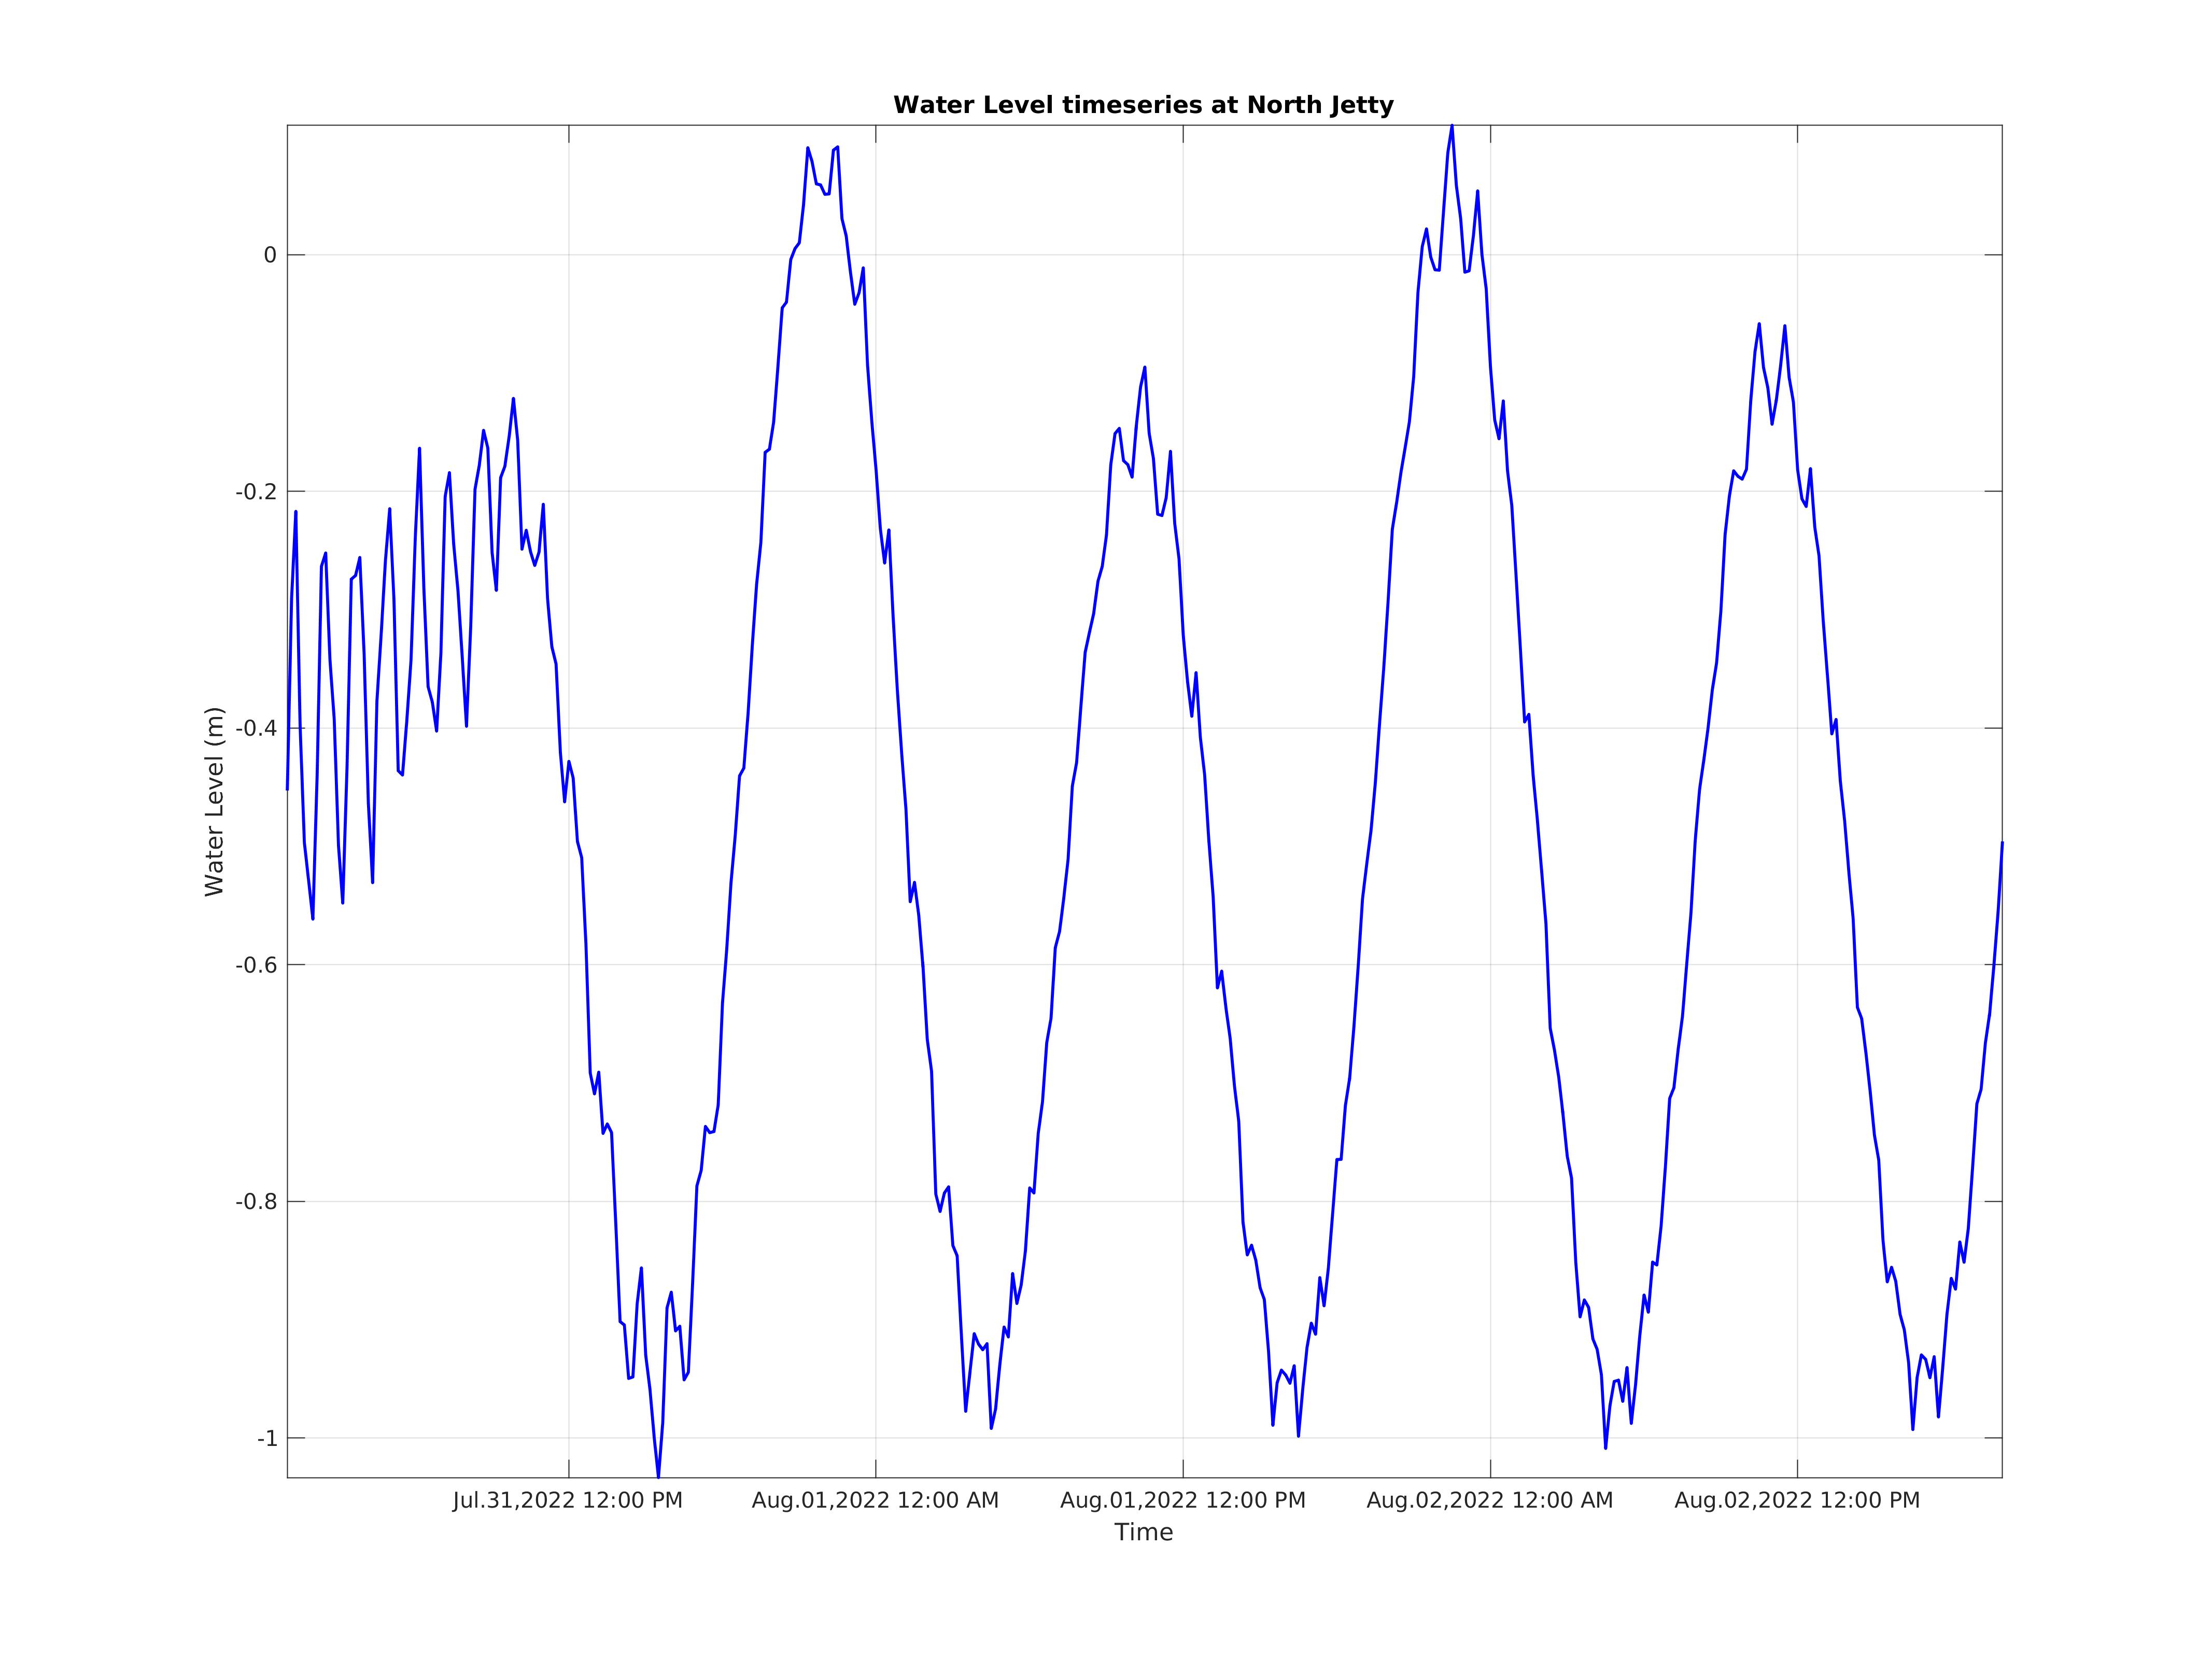 Water Level timeseries at North Jetty
0
-0.2
-0.4
-0.6
-0.8
-1
Water Level (m)
Jul.31,2022 12:00 PM
Aug.01,2022 12:00 AM
Aug.01,2022 12:00 PM
Aug.02,2022 12:00 AM
Aug.02,2022 12:00 PM
Time